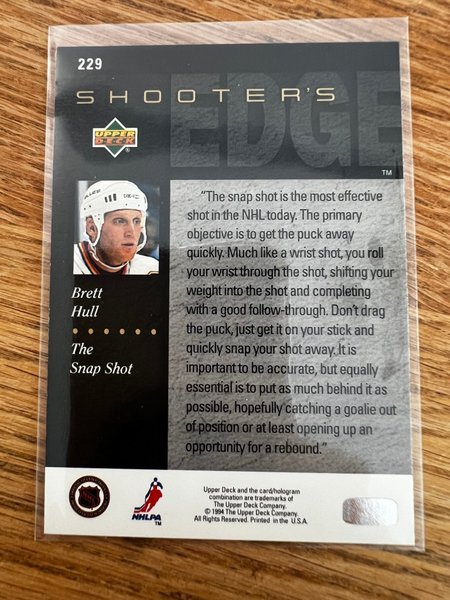 229
SHOOTER'S
EDGE
TM
UPPER
DECK
®
"The snap shot is the most effective
shot in the NHL today. The primary
objective is to get the puck away
quickly. Much like a wrist shot, you roll
your wrist through the shot, shifting your
weight into the shot and completing
with a good follow-through. Don't drag
the puck, just get it on your stick and
quickly snap your shot away. It is
important to be accurate, but equally
essential is to put as much behind it as
possible, hopefully catching a goalie out
of position or at least opening up an
opportunity for a rebound."
Brett
Hull
The
Snap Shot
NHL
NHLPA
TM
Upper Deck and the card/hologram
combination are trademarks of
The Upper Deck Company.
© 1994 The Upper Deck Company.
All Rights Reserved. Printed in the U.S.A.